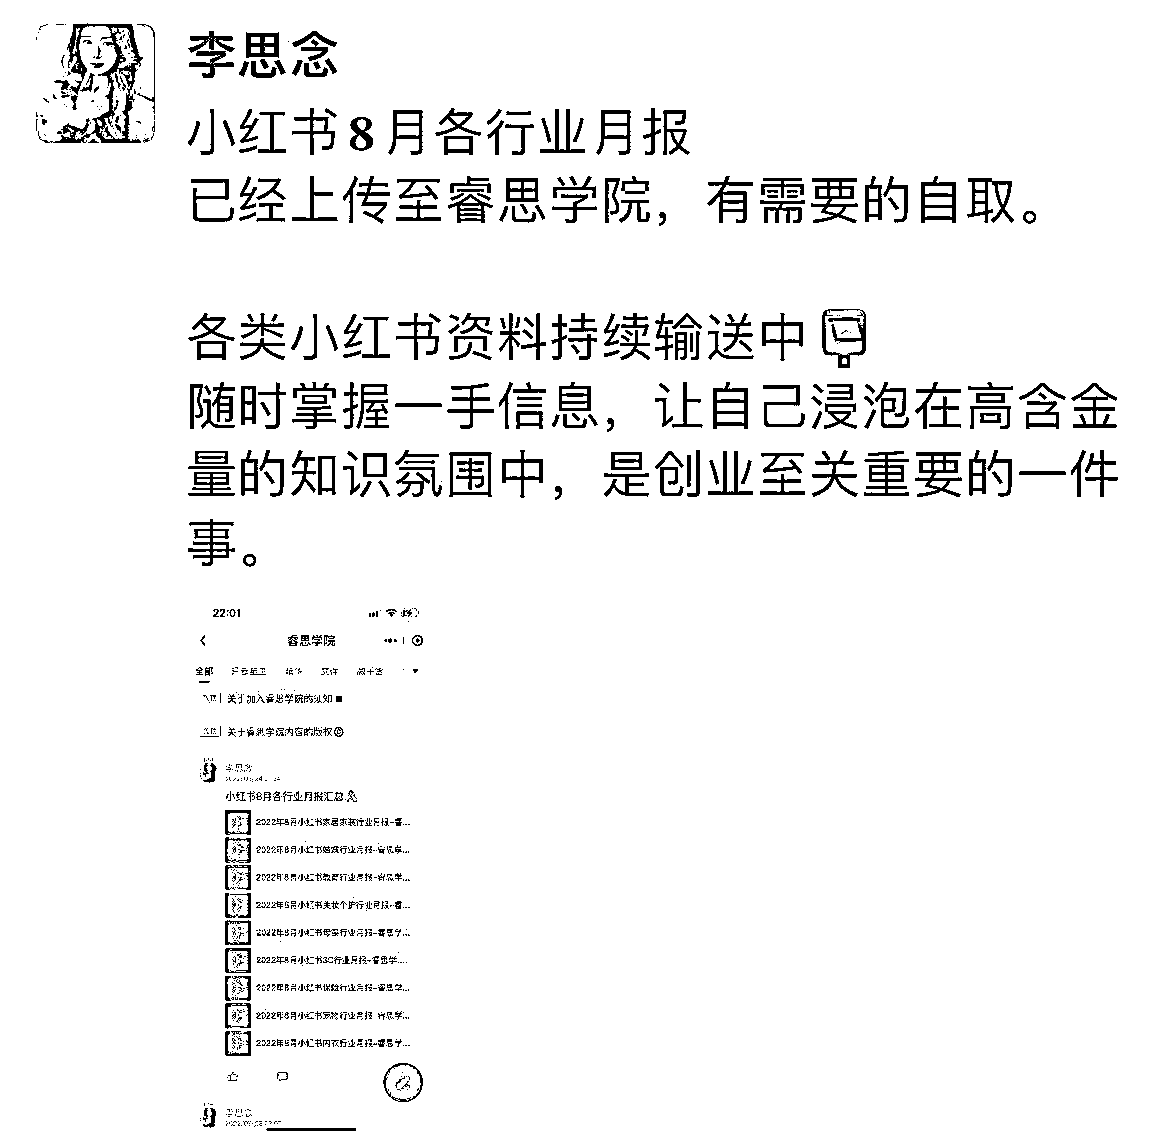 李思念
小红书8月各行业月报
已经上传至睿思学院，有需要的自取。
各类小红书资料持续输送中
随时掌握一手信息，让自己浸泡在高含金
量的知识氛围中，是创业至关重要的一件
事。
22:01
睿思学院
全部
关于加入睿思学院的须知
关于睿思学院内容的版权
李思念
小红书8月各行业月报汇总
2022年8月小红书家居家装行业月报-睿...
2022年8月小红书婚嫁行业月报-睿思学...
2022年8月小红书教育行业月报-睿思学...
2022年8月小红书美妆个护行业月报-睿...
2022年8月小红书母婴行业月报-睿思学...
2022年8月小红书3C行业月报-睿思学...
2022年8月小红书保险行业月报-睿思学...
2022年8月小红书宠物行业月报-睿思学...
2022年8月小红书内衣行业月报-睿思学...
李思念